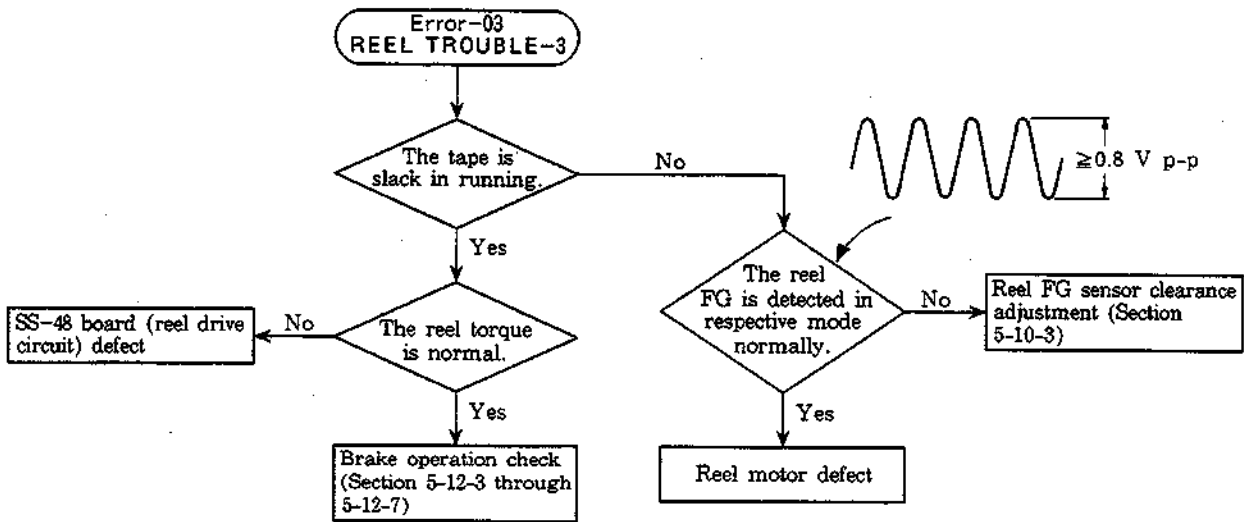 Error-03
REEL TROUBLE-3
The tape is
slack in running.
No
≧0.8 V p-p
Yes
The reel
FG is detected in
respective mode
normally.
No
Reel FG sensor clearance
adjustment (Section
5-10-3)
SS-48 board (reel drive
circuit) defect
No
The reel torque
is normal.
Yes
Yes
Brake operation check
(Section 5-12-3 through
5-12-7)
Reel motor defect